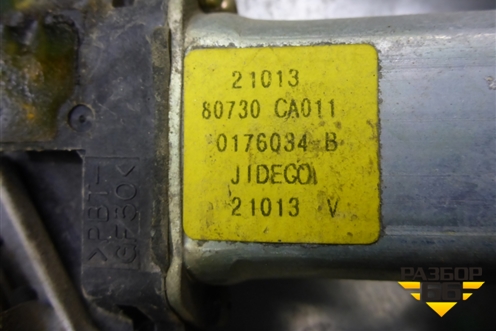 21013
80730 CA011
0176034 B
JIDECO
21013 V
>PBT-
GF30<
РАЗБОР